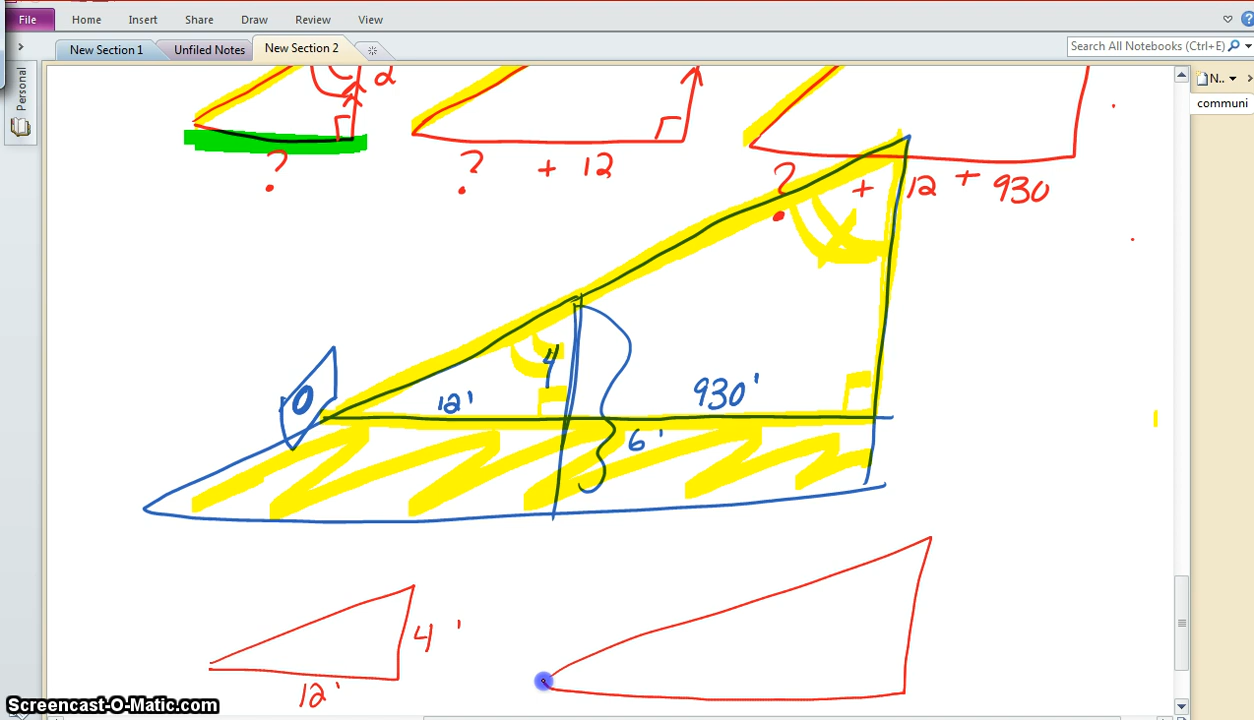 File Home Insert Share Draw Review View
New Section 1 Unfiled Notes New Section 2
Search All Notebooks (Ctrl+E)
N..
Personal
communi
d
? ? + 12 ? + 12 + 930
12' 4 930'
6'
4'
12'
Screencast-O-Matic.com